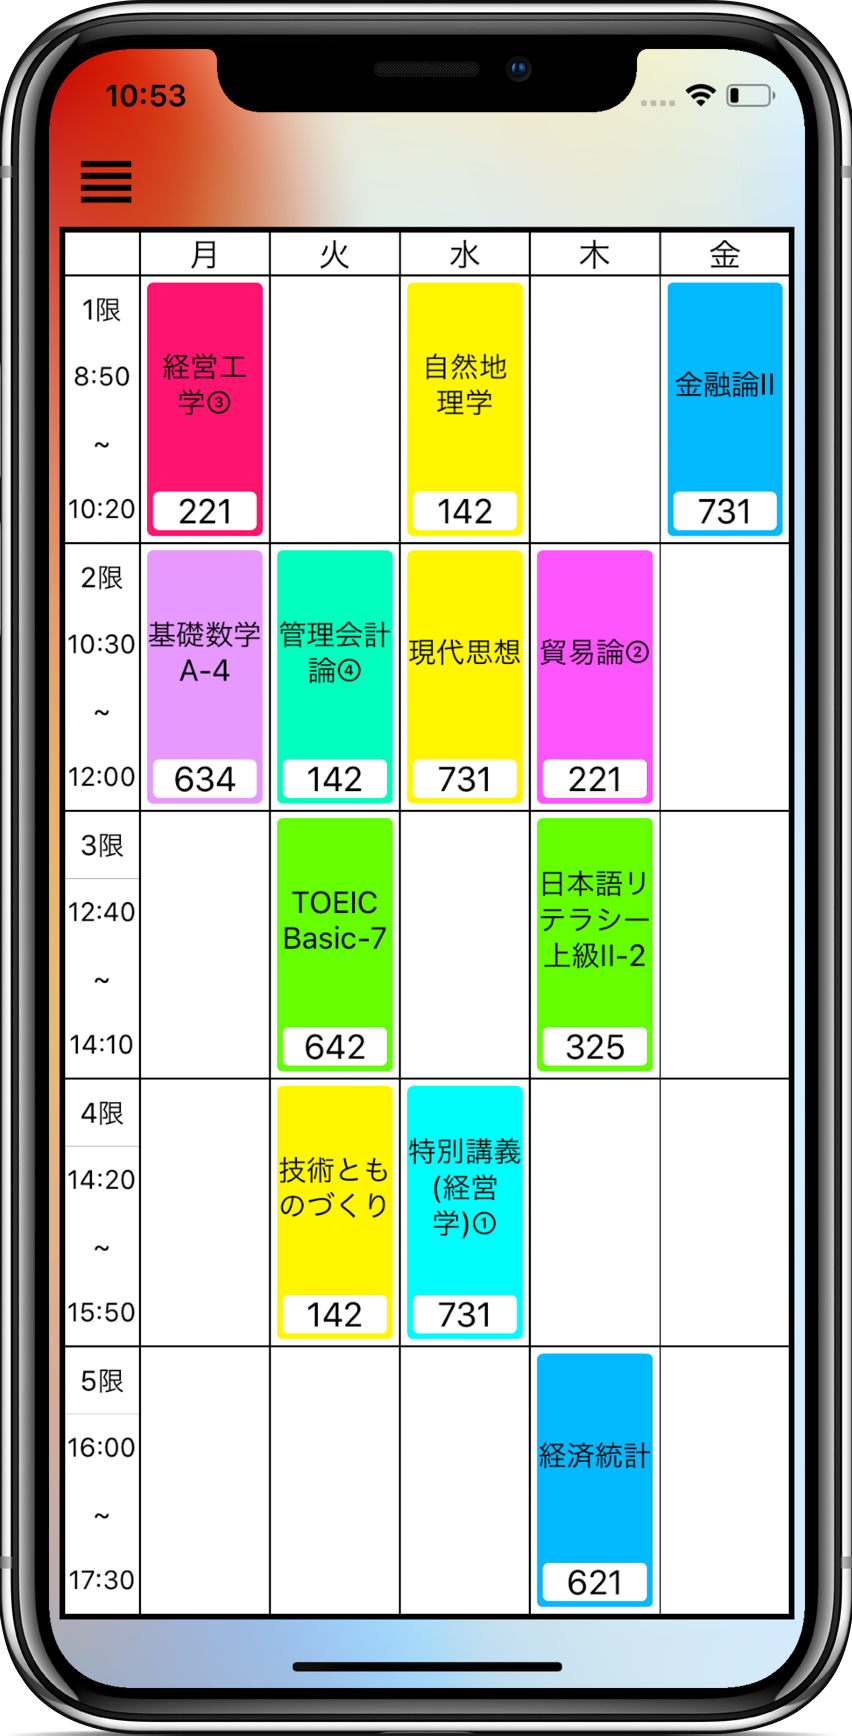 10:53
月 火 水 木 金
1限
8:50
~
10:20
経営工
学③
221
自然地
理学
142
金融論II
731
2限
10:30
~
12:00
基礎数学
A-4
634
管理会計
論④
142
現代思想
731
貿易論②
221
3限
12:40
~
14:10
TOEIC
Basic-7
642
日本語リ
テラシー
上級II-2
325
4限
14:20
~
15:50
技術とも
のづくり
142
特別講義
(経営
学)①
731
5限
16:00
~
17:30
経済統計
621